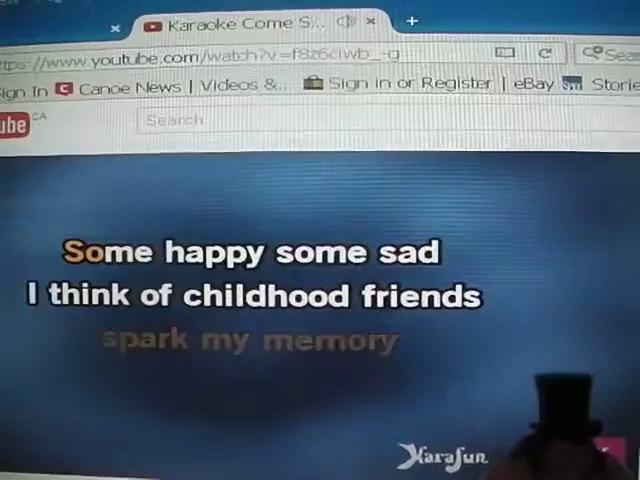 Karaoke Come S...
ttps://www.youtube.com/watch?v=f8z6clwb_-g
Sign In Canoe News | Videos &... Sign in or Register | eBay Storie
ube CA Search
Some happy some sad
I think of childhood friends
spark my memory
KaraFun